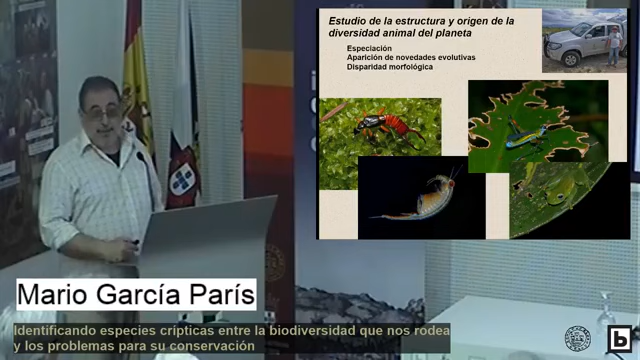 Estudio de la estructura y origen de la
diversidad animal del planeta
Especiación
Aparición de novedades evolutivas
Disparidad morfológica
Mario García París
Identificando especies crípticas entre la biodiversidad que nos rodea
y los problemas para su conservación
b